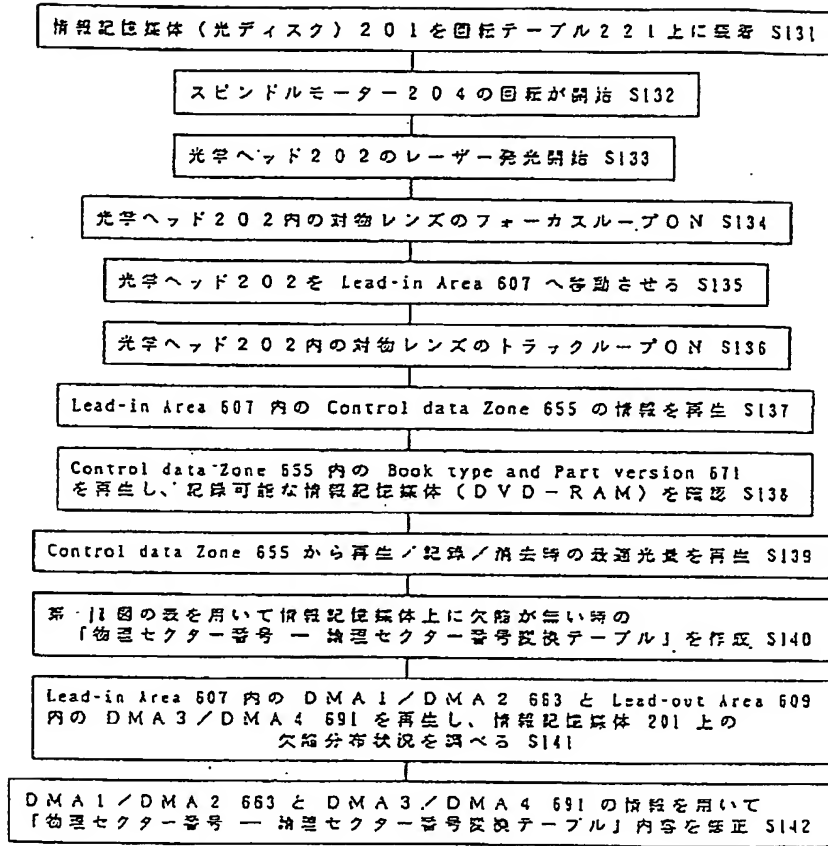 情報記憶媒体（光ディスク）201を回転テーブル221上に装着 S131
スピンドルモーター204の回転が開始 S132
光学ヘッド202のレーザー発光開始 S133
光学ヘッド202内の対物レンズのフォーカスループON S134
光学ヘッド202を Lead-in Area 607 へ移動させる S135
光学ヘッド202内の対物レンズのトラックループON S136
Lead-in Area 607 内の Control data Zone 655 の情報を再生 S137
Control data Zone 655 内の Book type and Part version 671
を再生し、記録可能な情報記憶媒体（DVD－RAM）を確認 S138
Control data Zone 655 から再生／記録／消去時の最適光量を再生 S139
第11図の表を用いて情報記憶媒体上に欠陥が無い時の
「物理セクター番号 ― 論理セクター番号変換テーブル」を作成 S140
Lead-in Area 607 内の DMA1／DMA2 663 と Lead-out Area 609
内の DMA3／DMA4 691 を再生し、情報記憶媒体 201 上の
欠陥分布状況を調べる S141
DMA1／DMA2 663 と DMA3／DMA4 691 の情報を用いて
「物理セクター番号 ― 論理セクター番号変換テーブル」内容を修正 S142